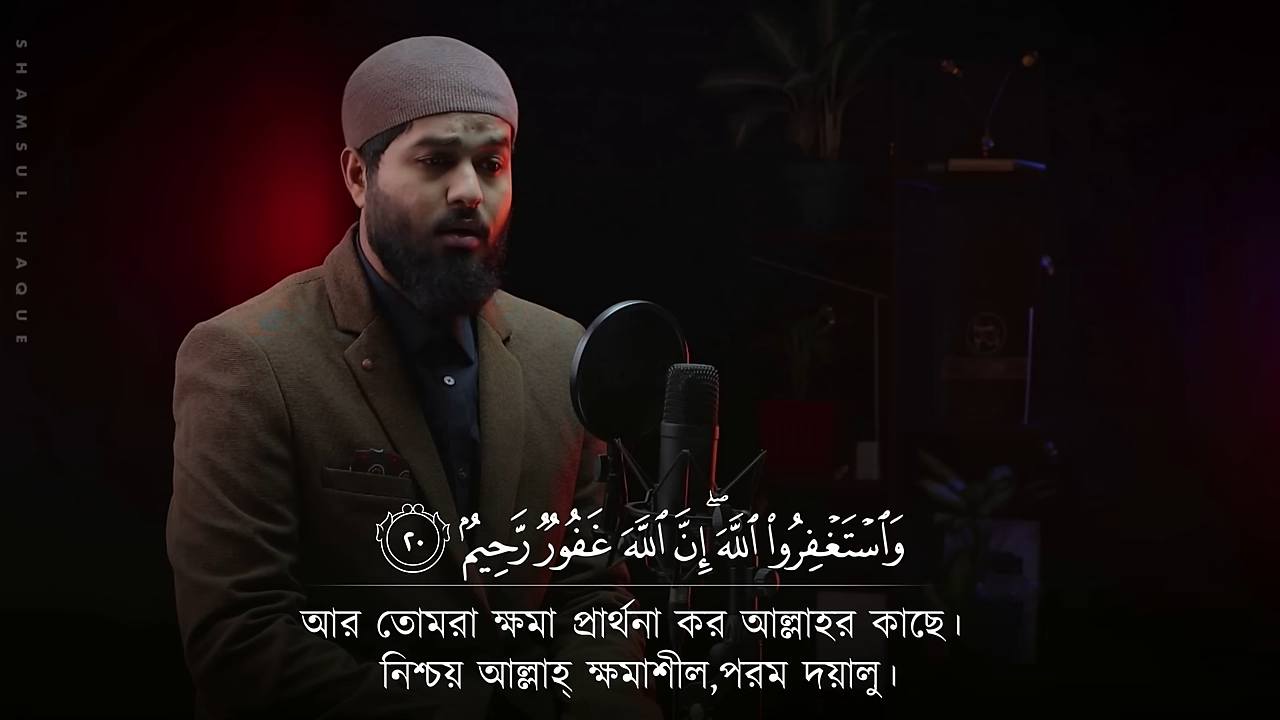 SHAMSUL HAQUE
وَٱسۡتَغۡفِرُواْ ٱللَّهَۖ إِنَّ ٱللَّهَ غَفُورٞ رَّحِيمُۢ ٢٠
আর তোমরা ক্ষমা প্রার্থনা কর আল্লাহর কাছে।
নিশ্চয় আল্লাহ্ ক্ষমাশীল,পরম দয়ালু।